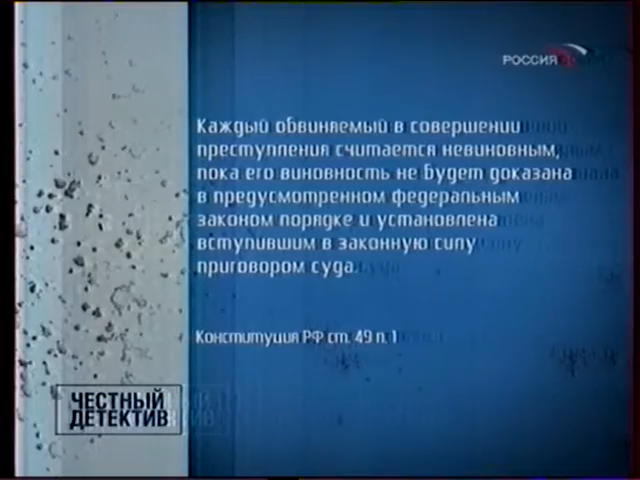 РОССИЯ
Каждый обвиняемый в совершении
преступления считается невиновным,
пока его виновность не будет доказана
в предусмотренном федеральным
законом порядке и установлена
вступившим в законную силу
приговором суда
Конституция РФ ст. 49 п. 1
ЧЕСТНЫЙ
ДЕТЕКТИВ